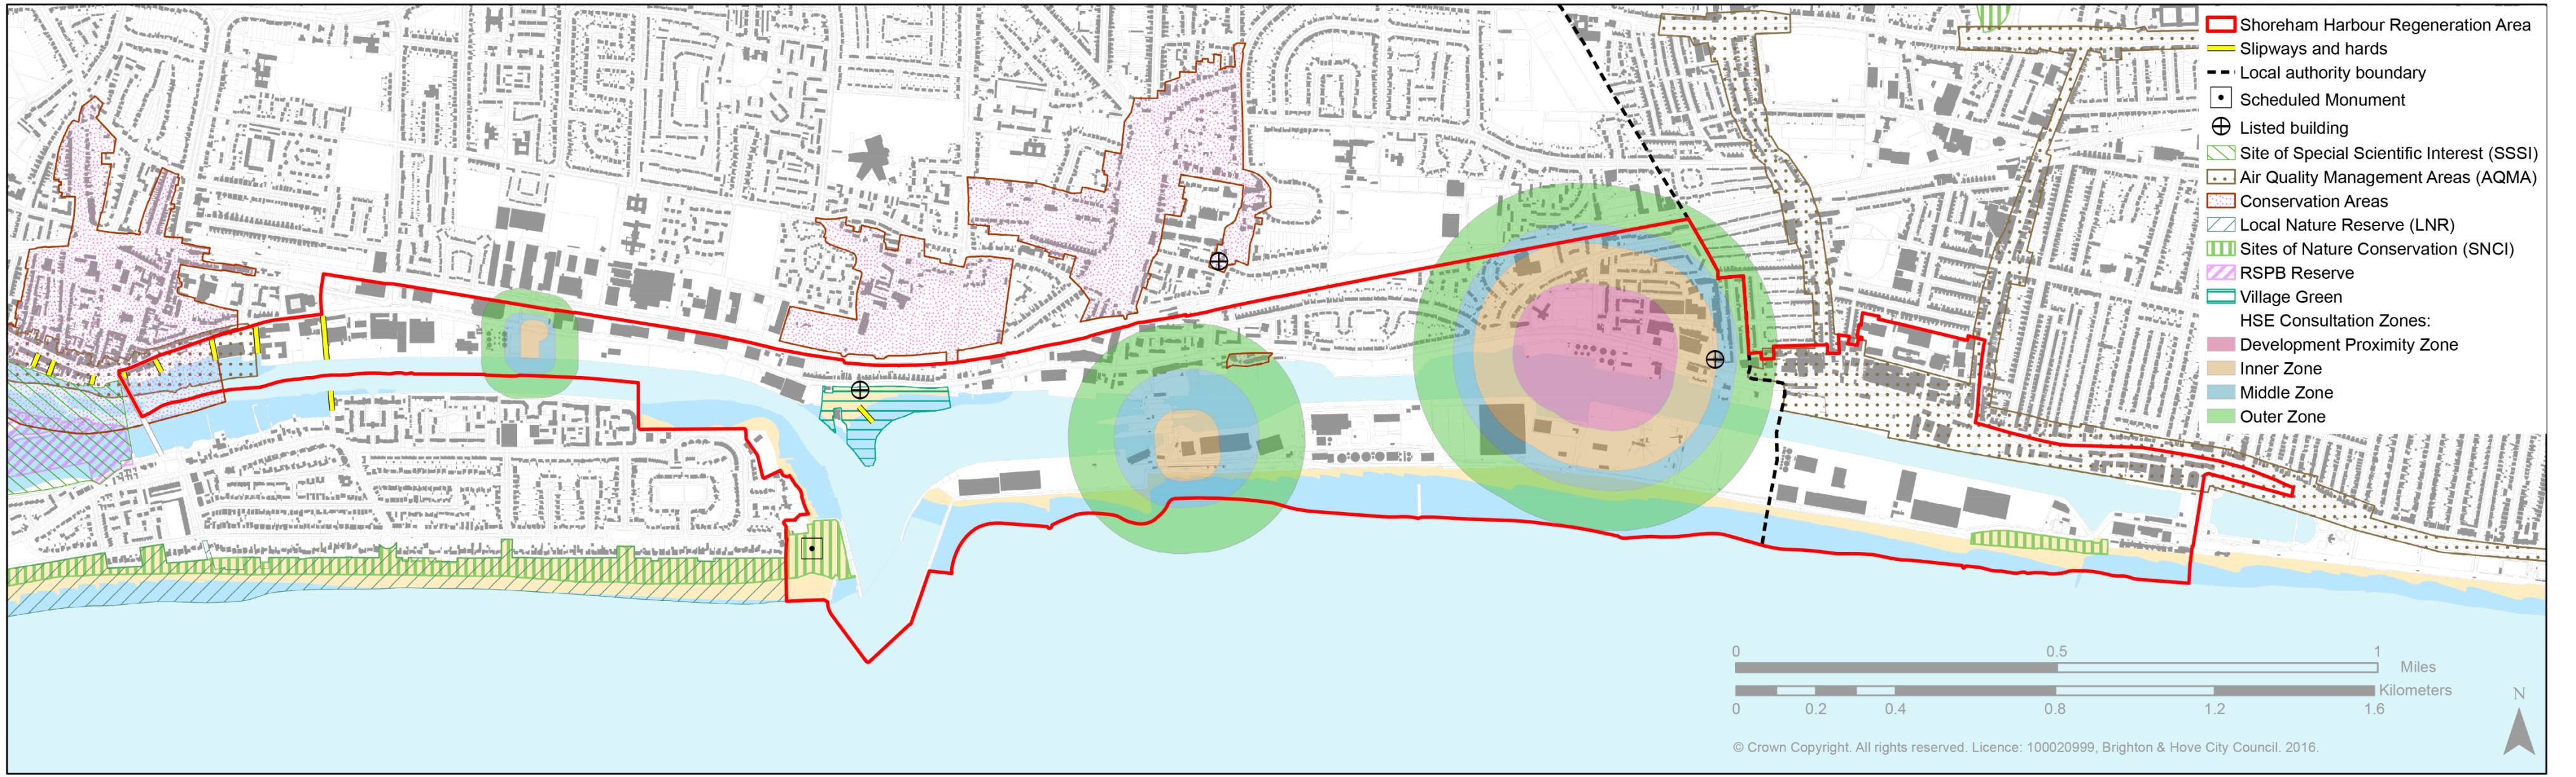 Shoreham Harbour Regeneration Area
Slipways and hards
Local authority boundary
Scheduled Monument
Listed building
Site of Special Scientific Interest (SSSI)
Air Quality Management Areas (AQMA)
Conservation Areas
Local Nature Reserve (LNR)
Sites of Nature Conservation (SNCI)
RSPB Reserve
Village Green
HSE Consultation Zones:
Development Proximity Zone
Inner Zone
Middle Zone
Outer Zone
0 0.5 1
Miles
Kilometers
0 0.2 0.4 0.8 1.2 1.6
N
© Crown Copyright. All rights reserved. Licence: 100020999, Brighton & Hove City Council. 2016.